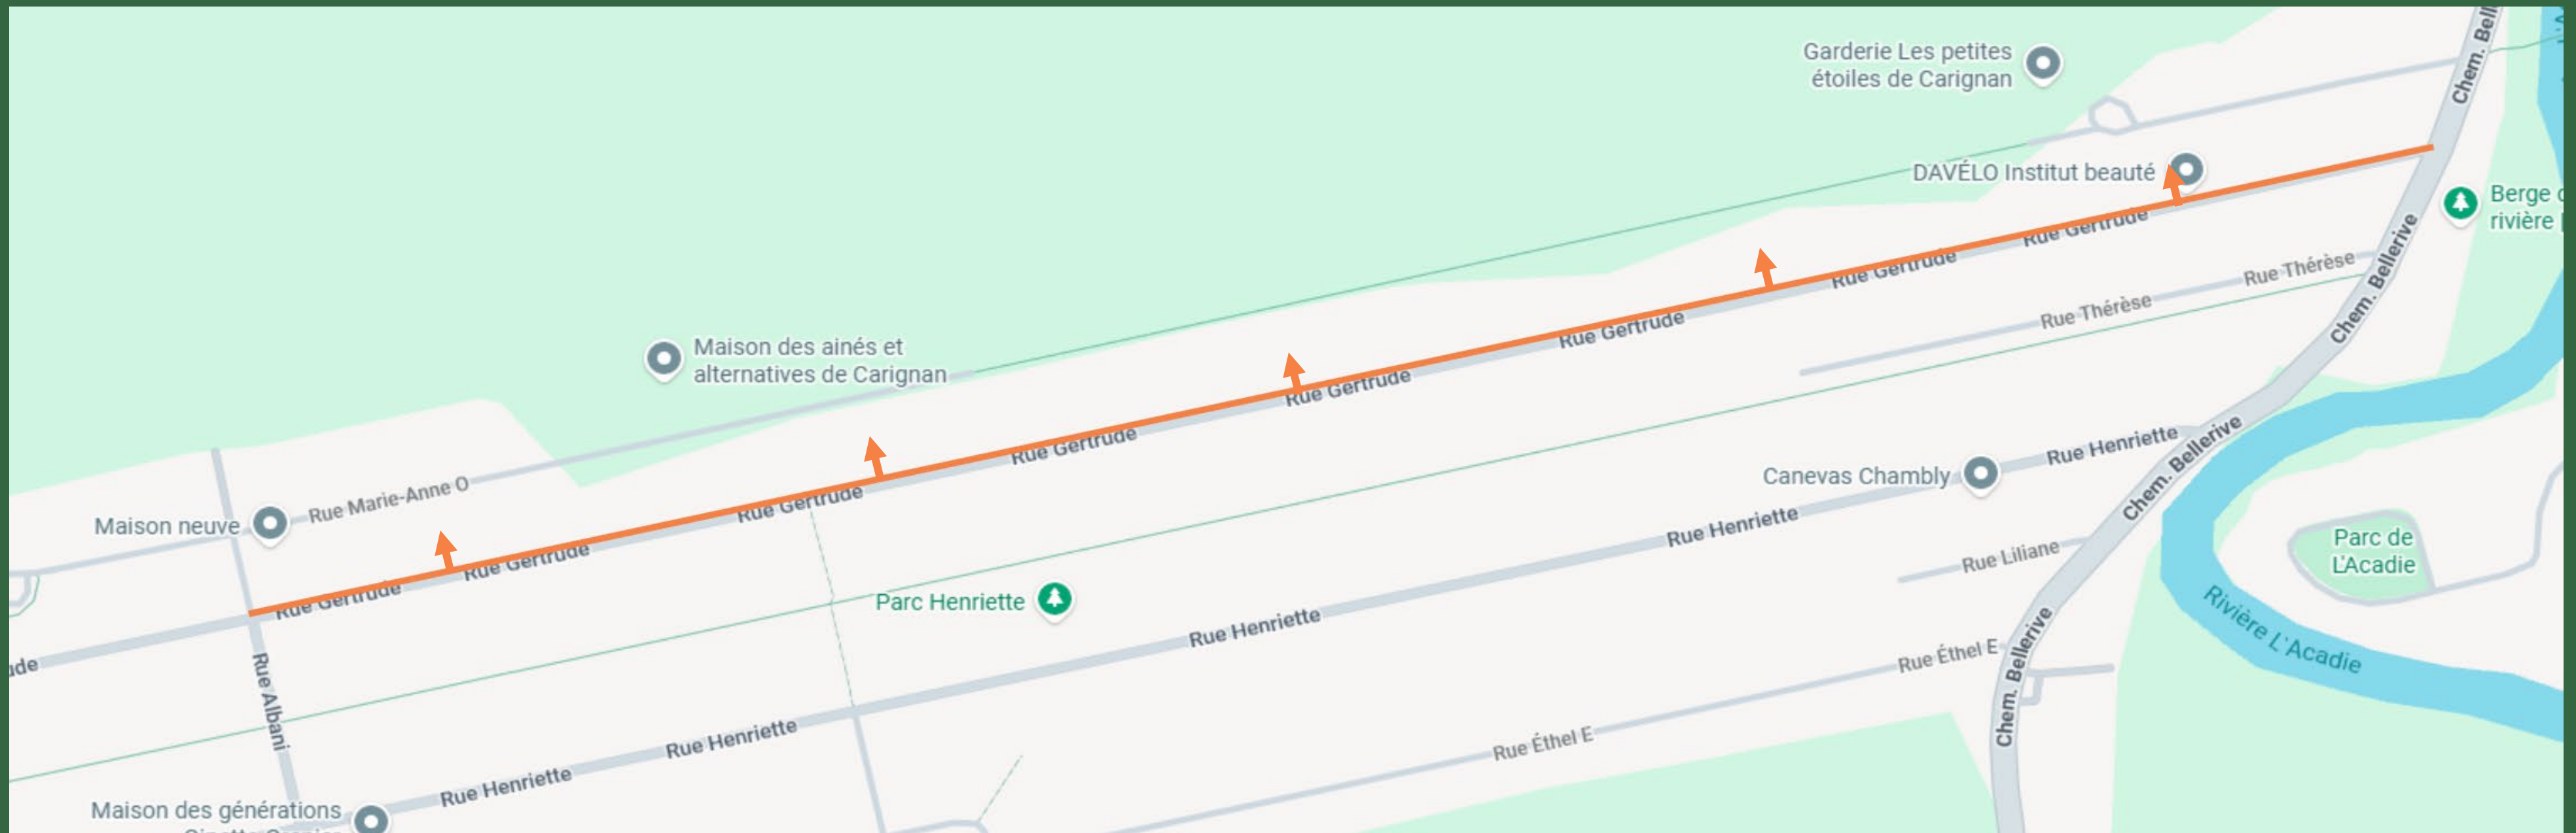 Garderie Les petites
étoiles de Carignan
Chem. Bell
DAVÉLO Institut beauté
Berge
rivière
Rue Gertrude
Rue Gertrude
Rue Thérèse
Rue Thérèse
Chem. Bellerive
Rue Gertrude
Maison des ainés et
alternatives de Carignan
Rue Gertrude
Rue Gertrude
Rue Henriette
Chem. Bellerive
Canevas Chambly
Rue Marie-Anne O
Maison neuve
Rue Gertrude
Rue Henriette
Rue Gertrude
Rue Liliane
Parc de
L'Acadie
Rue Gertrude
Parc Henriette
Rue Henriette
Rivière L'Acadie
Rue Éthel E
Chem. Bellerive
ude
Rue Albani
Rue Henriette
Rue Éthel E
Rue Henriette
Maison des générations